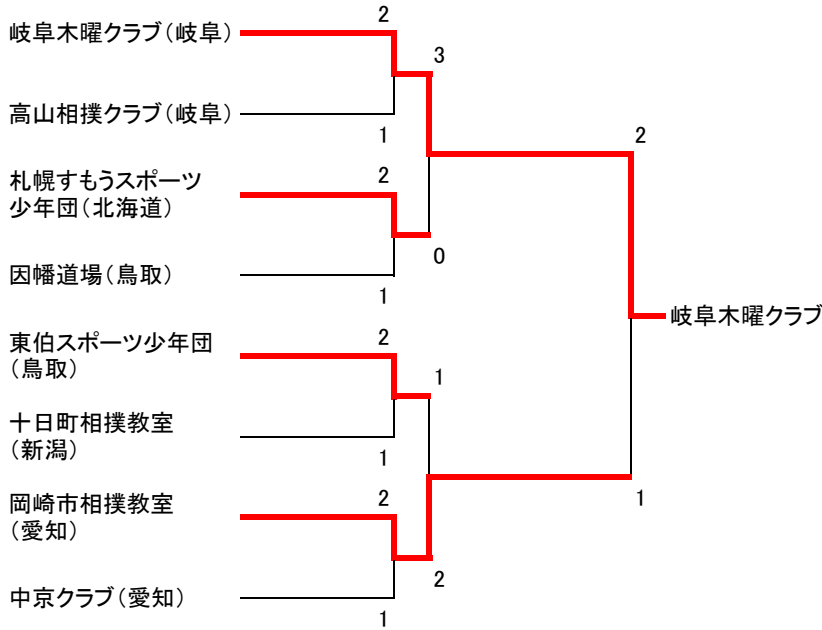 岐阜木曜クラブ(岐阜)
2
3
高山相撲クラブ(岐阜)
1
2
札幌すもうスポーツ
少年団(北海道)
2
0
因幡道場(鳥取)
1
岐阜木曜クラブ
東伯スポーツ少年団
(鳥取)
2
1
十日町相撲教室
(新潟)
1
1
岡崎市相撲教室
(愛知)
2
2
中京クラブ(愛知)
1